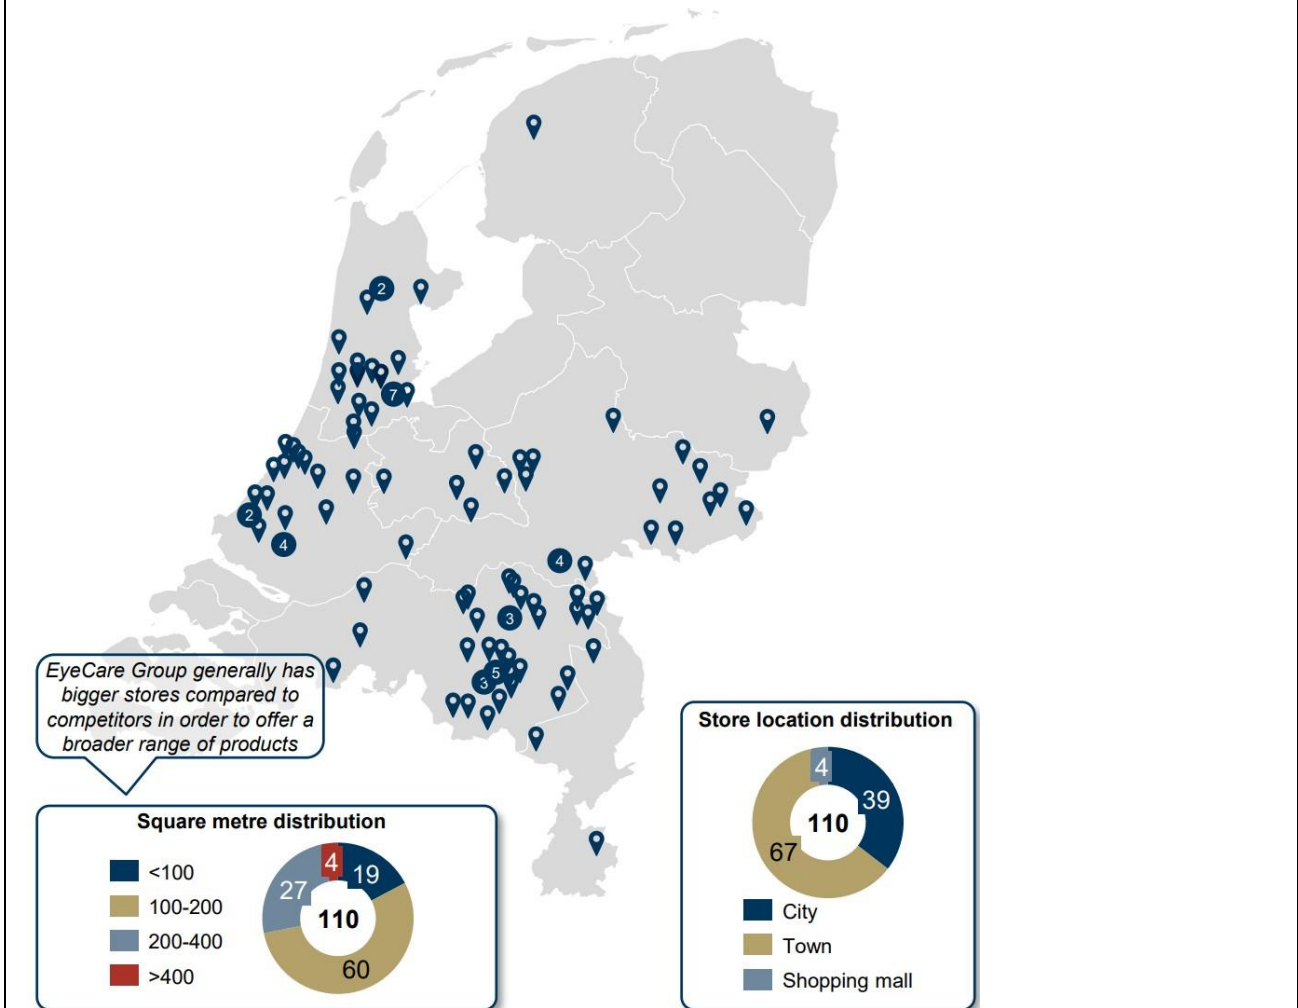 2
7
2
4
4
3
5
3
EyeCare Group generally has
bigger stores compared to
competitors in order to offer a
broader range of products
Store location distribution
4
39
110
67
City
Town
Shopping mall
Square metre distribution
<100
100-200
200-400
>400
4
19
27
110
60